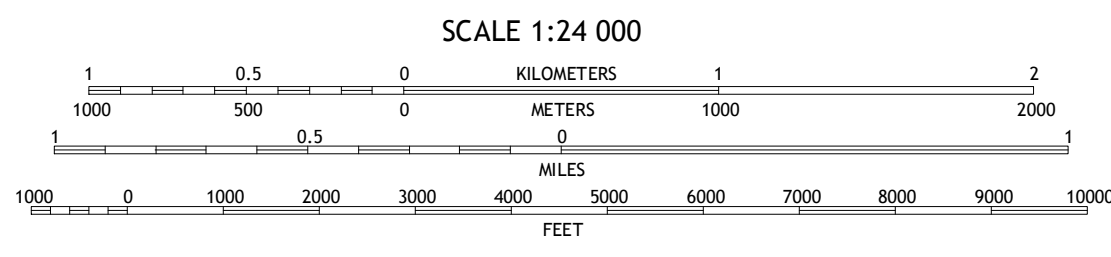 SCALE 1:24 000
1 0.5 0 KILOMETERS 1 2
1000 500 0 METERS 1000 2000
1 0.5 0 1
MILES
1000 0 1000 2000 3000 4000 5000 6000 7000 8000 9000 10000
FEET